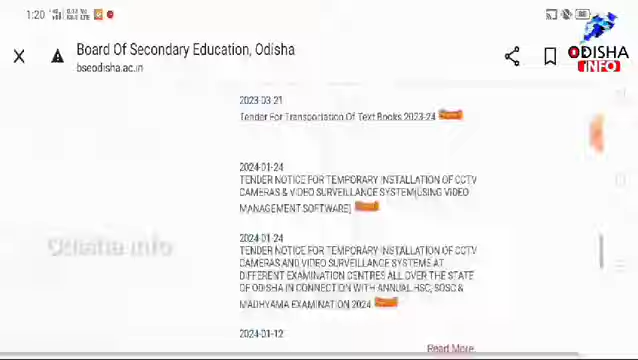 1:20
Board Of Secondary Education, Odisha
bseodisha.ac.in
ODISHA
INFO
2023-03-21
Tender For Transportation Of Text Books 2023-24
2024-01-24
TENDER NOTICE FOR TEMPORARY INSTALLATION OF CCTV
CAMERAS & VIDEO SURVEILLANCE SYSTEM(USING VIDEO
MANAGEMENT SOFTWARE)
Odisha info
2024-01-24
TENDER NOTICE FOR TEMPORARY INSTALLATION OF CCTV
CAMERAS AND VIDEO SURVEILLANCE SYSTEMS AT
DIFFERENT EXAMINATION CENTRES ALL OVER THE STATE
OF ODISHA IN CONNECTION WITH ANNUAL HSC, SOSC &
MADHYAMA EXAMINATION 2024
2024-01-12
Read More